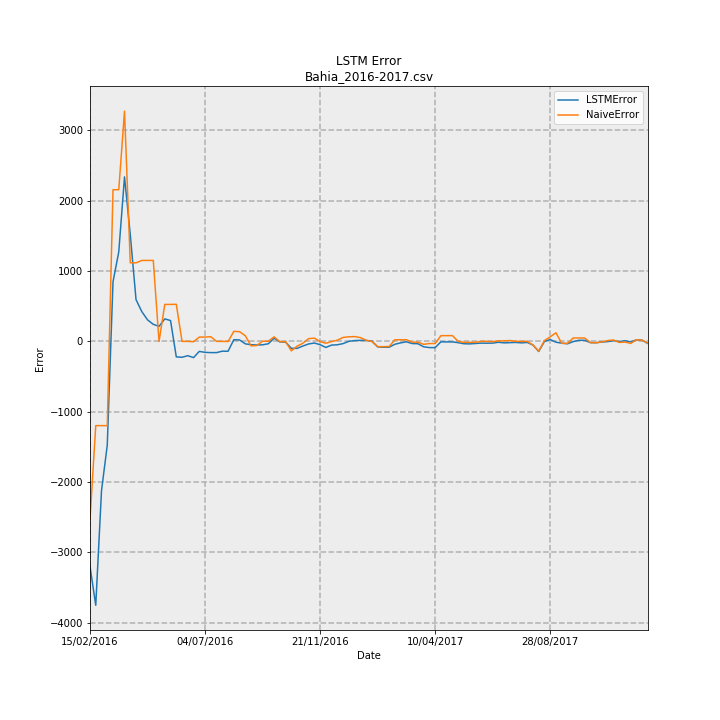 LSTM Error
Bahia_2016-2017.csv
LSTMError
NaiveError
3000
2000
1000
0
−1000
−2000
−3000
−4000
Error
15/02/2016
04/07/2016
21/11/2016
10/04/2017
28/08/2017
Date